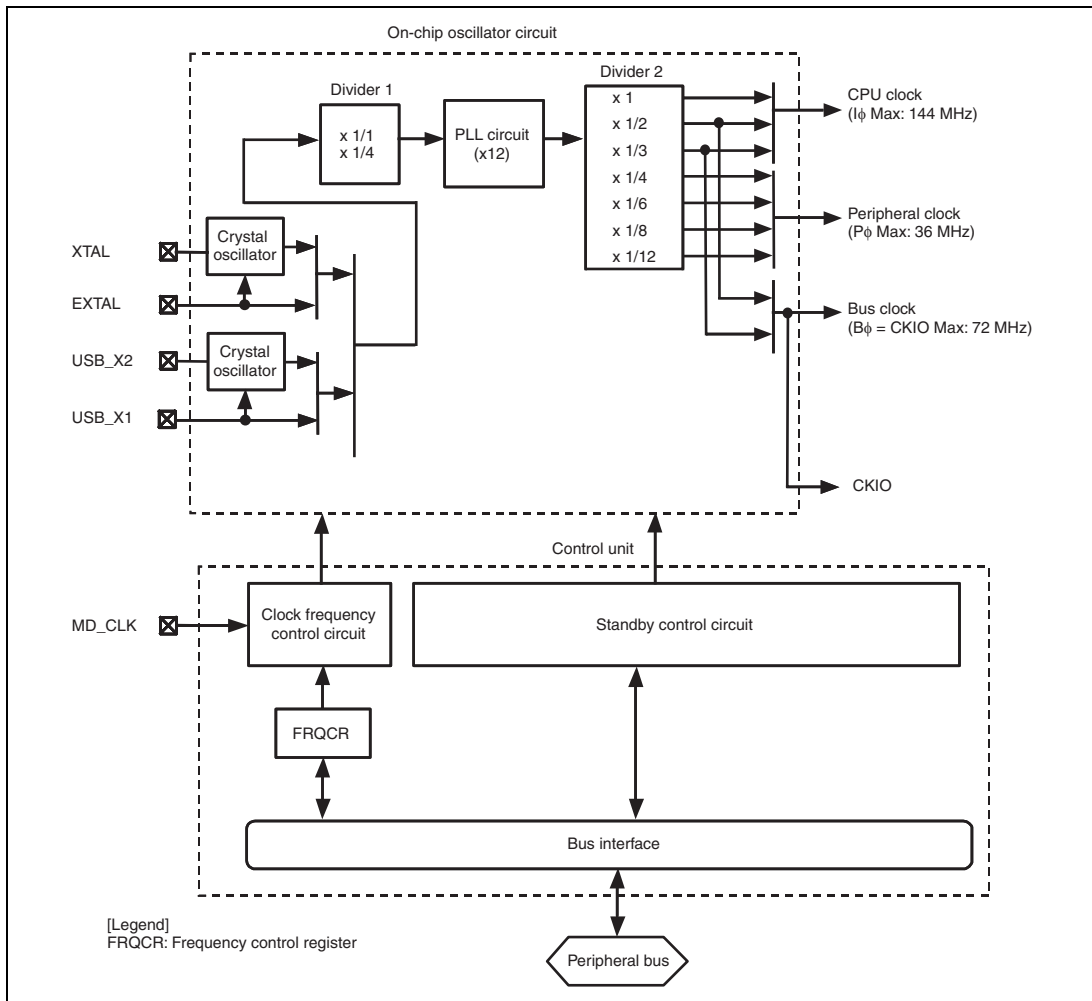 On-chip oscillator circuit
Divider 1
Divider 2
x 1/1
x 1/4
PLL circuit
(x12)
x 1
x 1/2
x 1/3
x 1/4
x 1/6
x 1/8
x 1/12
CPU clock
(Iϕ Max: 144 MHz)
Peripheral clock
(Pϕ Max: 36 MHz)
Bus clock
(Bϕ = CKIO Max: 72 MHz)
CKIO
XTAL
Crystal
oscillator
EXTAL
USB_X2
Crystal
oscillator
USB_X1
Control unit
MD_CLK
Clock frequency
control circuit
Standby control circuit
FRQCR
Bus interface
[Legend]
FRQCR: Frequency control register
Peripheral bus